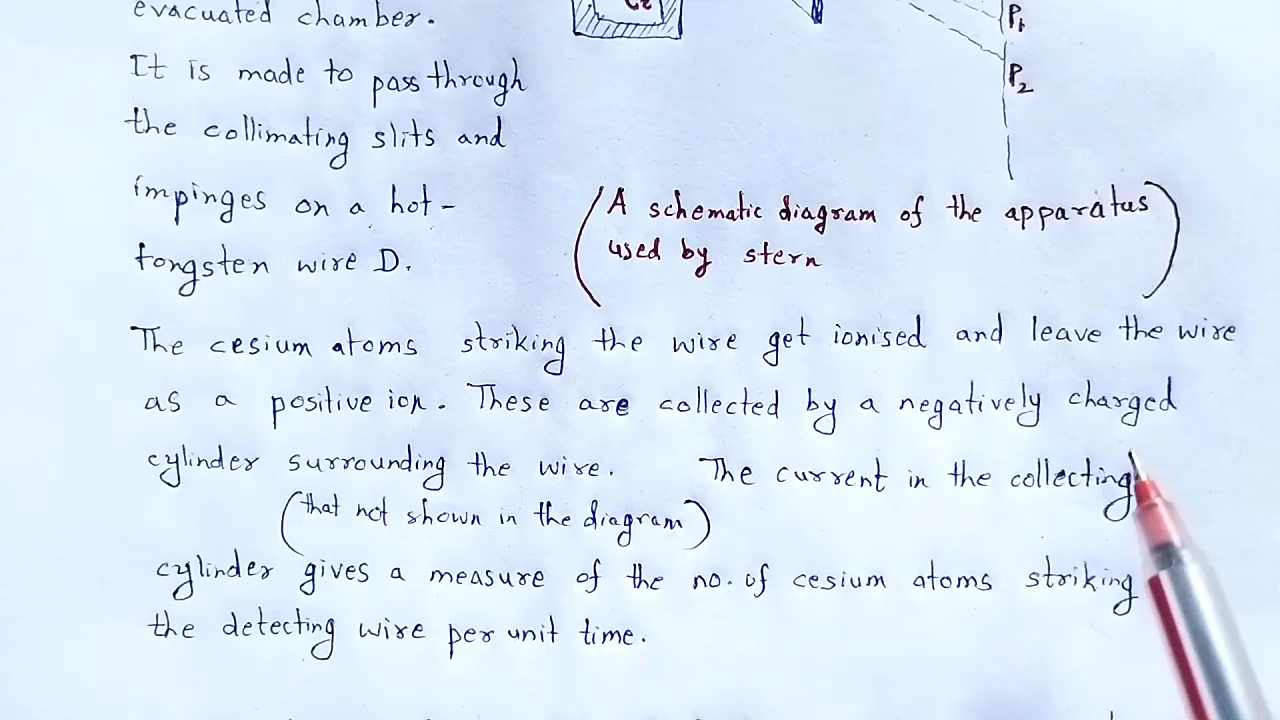 evacuated chamber.
It is made to pass through
the collimating slits and
impinges on a hot-
tongsten wire D.
P1
P2
(A schematic diagram of the apparatus
used by stern)
The cesium atoms striking the wire get ionised and leave the wire
as a positive ion. These are collected by a negatively charged
cylinder surrounding the wire. The current in the collecting
(that not shown in the diagram)
cylinder gives a measure of the no. of cesium atoms striking
the detecting wire per unit time.